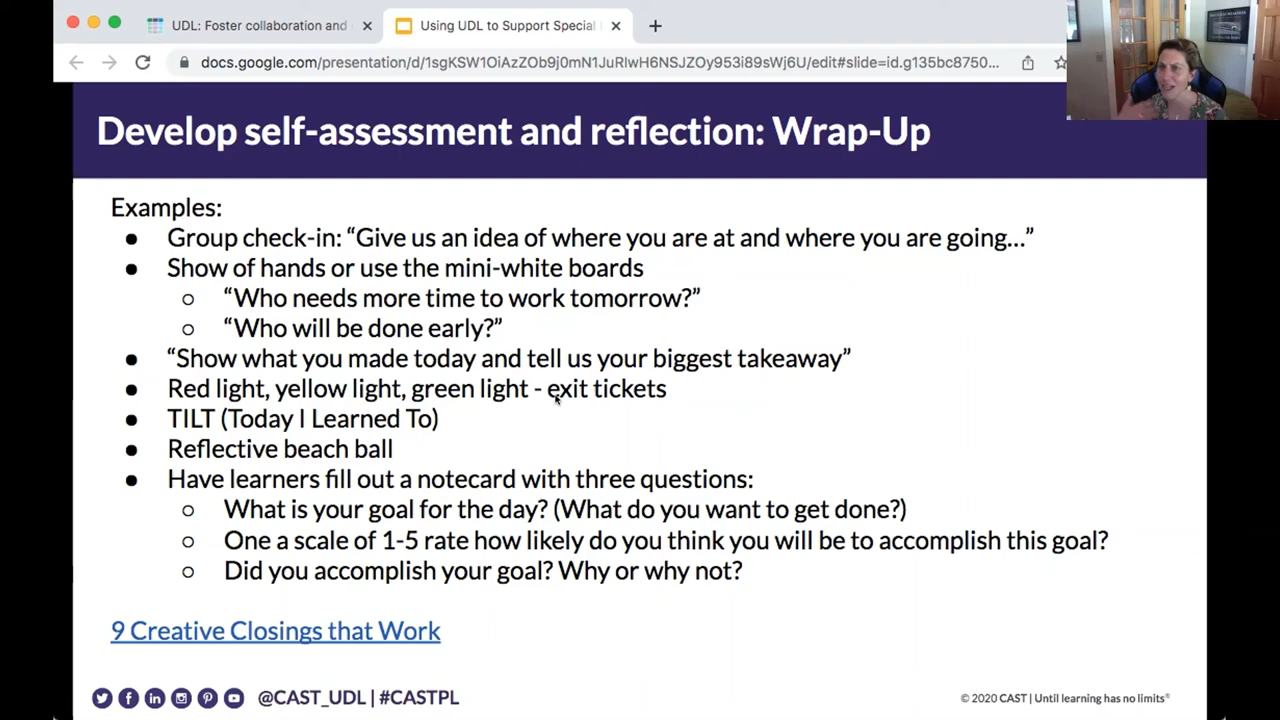 UDL: Foster collaboration and
Using UDL to Support Special
docs.google.com/presentation/d/1sgKSW1OiAzZOb9j0mN1JuRlwH6NSJZOy953i89sWj6U/edit#slide=id.g135bc8750...
Develop self-assessment and reflection: Wrap-Up
Examples:
● Group check-in: “Give us an idea of where you are at and where you are going...”
● Show of hands or use the mini-white boards
○ “Who needs more time to work tomorrow?”
○ “Who will be done early?”
● “Show what you made today and tell us your biggest takeaway”
● Red light, yellow light, green light - exit tickets
● TILT (Today I Learned To)
● Reflective beach ball
● Have learners fill out a notecard with three questions:
○ What is your goal for the day? (What do you want to get done?)
○ One a scale of 1-5 rate how likely do you think you will be to accomplish this goal?
○ Did you accomplish your goal? Why or why not?
9 Creative Closings that Work
@CAST_UDL | #CASTPL
© 2020 CAST | Until learning has no limits®